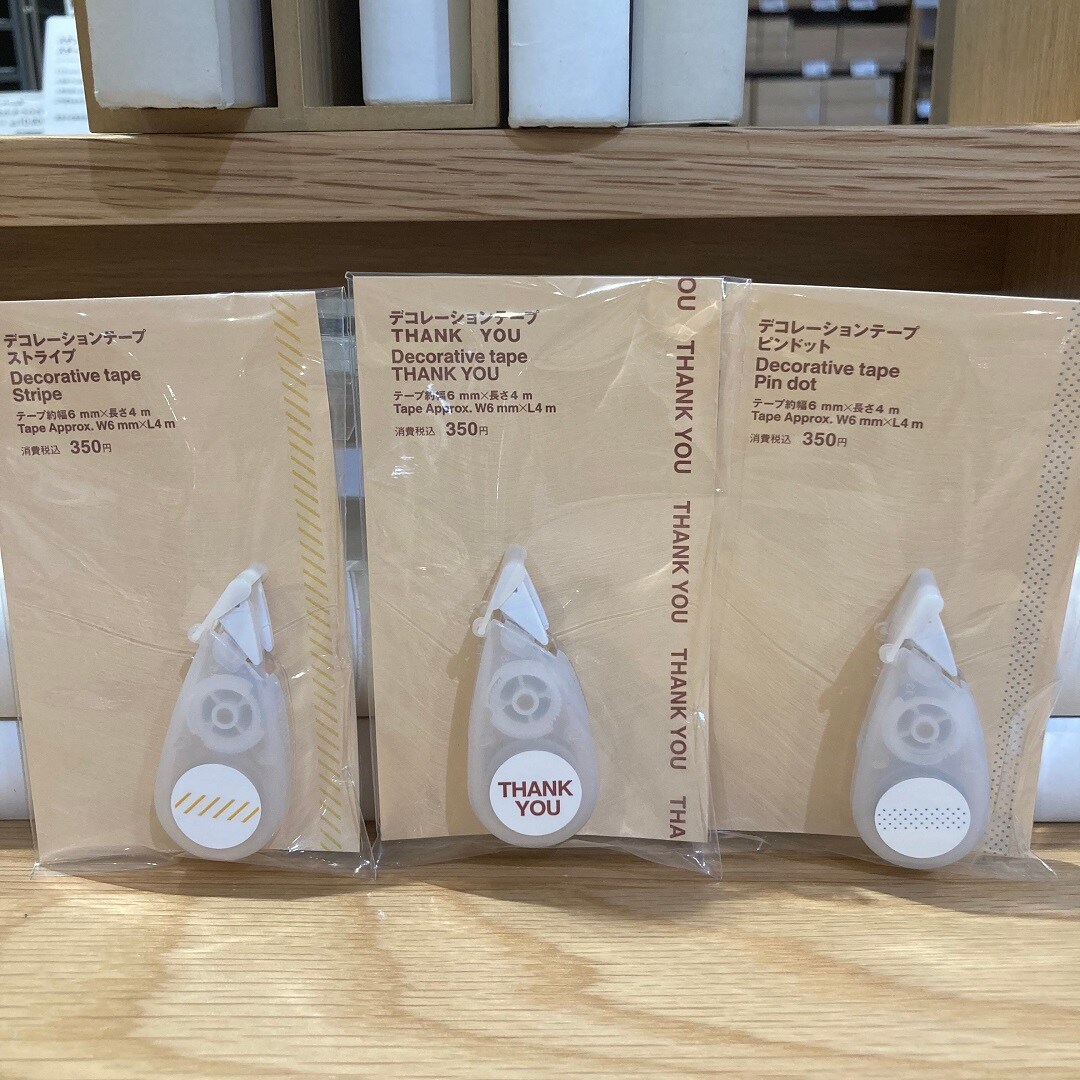 デコレーションテープ
ストライプ
Decorative tape
Stripe
テープ約幅6 mm×長さ4 m
Tape Approx. W6 mm×L4 m
消費税込 350円
デコレーションテープ
THANK YOU
Decorative tape
THANK YOU
テープ約幅6 mm×長さ4 m
Tape Approx. W6 mm×L4 m
消費税込 350円
OU
THANK YOU
THANK YOU
THANK YOU
THA
THANK
YOU
デコレーションテープ
ピンドット
Decorative tape
Pin dot
テープ約幅6 mm×長さ4 m
Tape Approx. W6 mm×L4 m
消費税込 350円